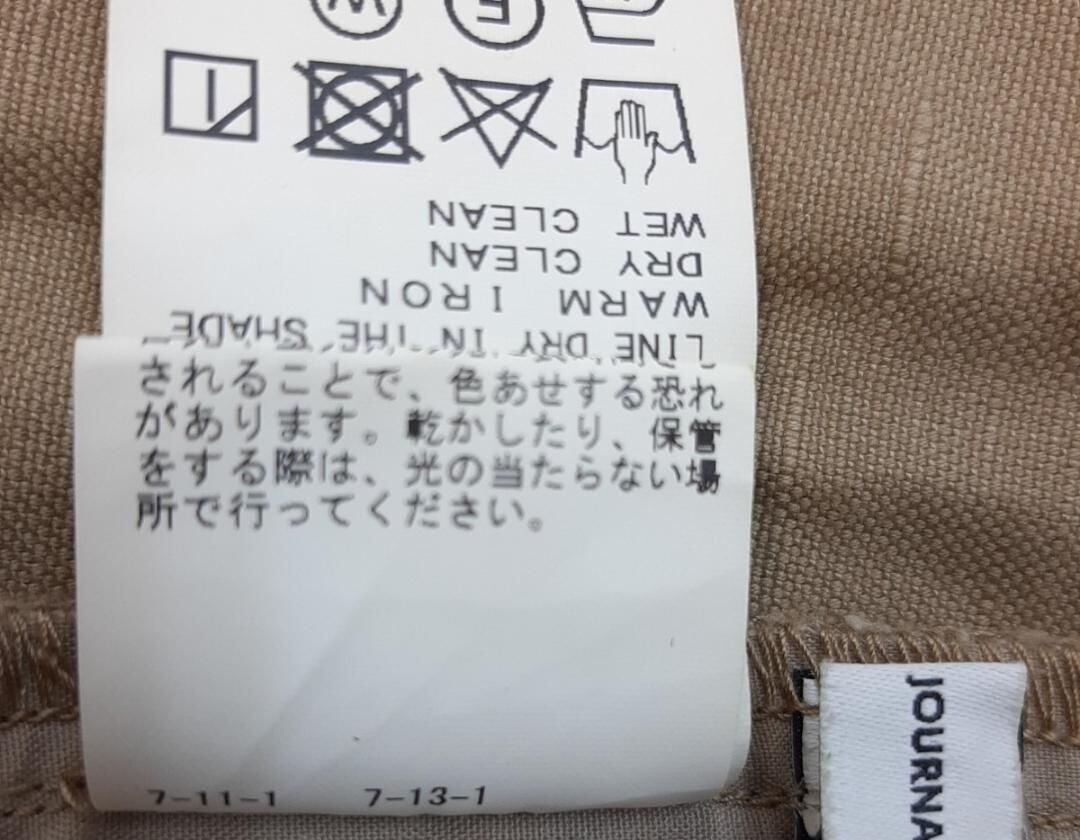 W
F
WET CLEAN
DRY CLEAN
WARM IRON
LINE DRY IN THE SHADE
されることで、色あせする恐れ
があります。乾かしたり、保管
をする際は、光の当たらない場
所で行ってください。
7-11-1 7-13-1
JOURNA